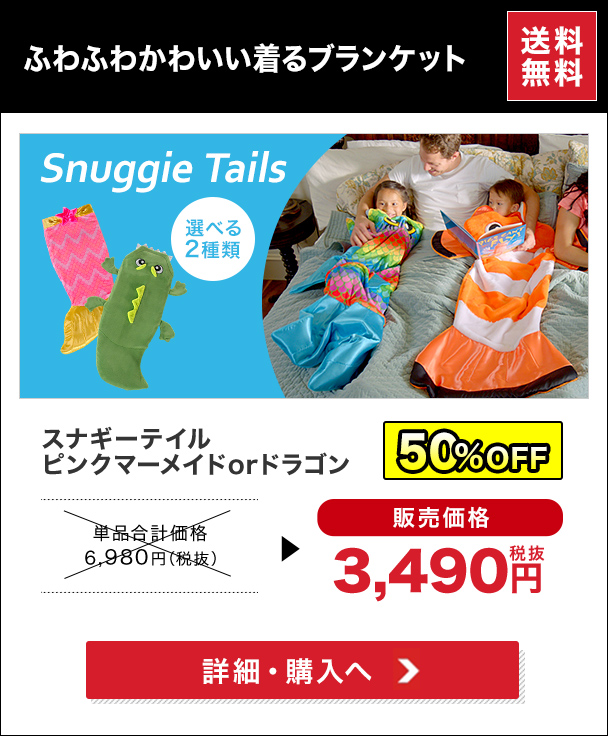 ふわふわかわいい着るブランケット
送料
無料
Snuggie Tails
選べる
2種類
スナギーテイル
ピンクマーメイドorドラゴン
50%OFF
単品合計価格
6,980円(税抜)
販売価格
3,490円税抜
詳細・購入へ